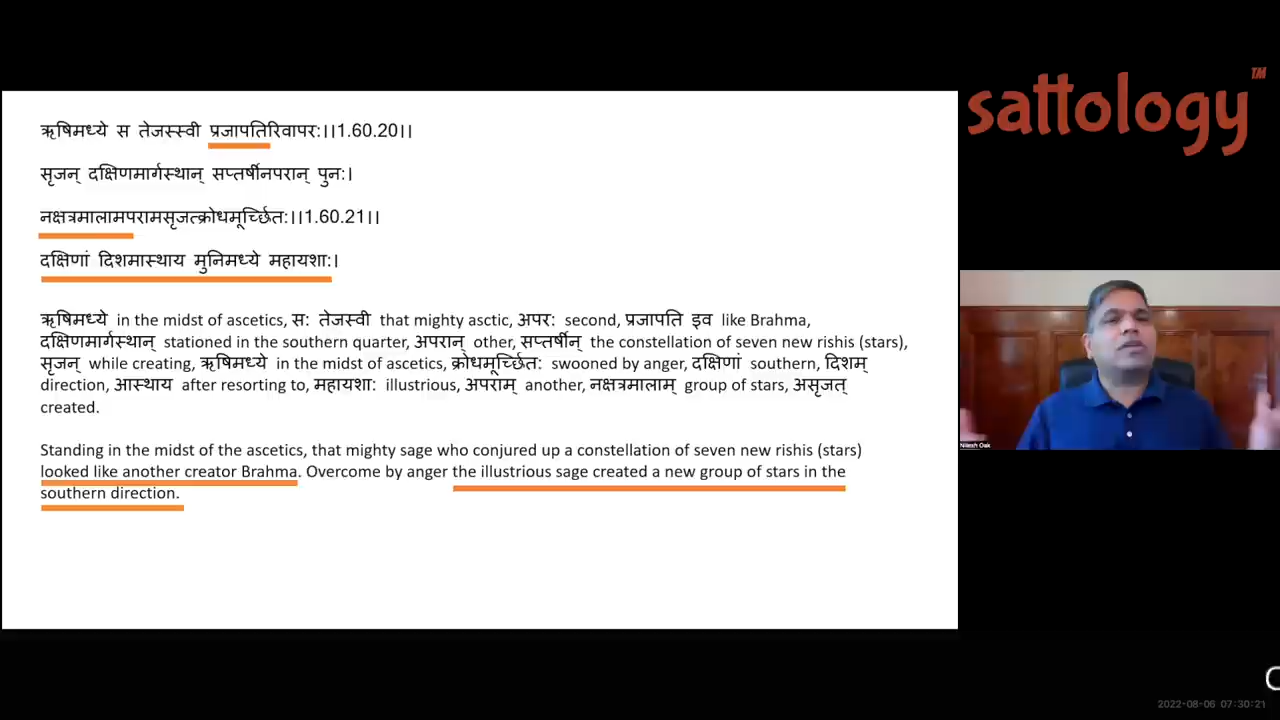 sattology™
ऋषिमध्ये स तेजस्स्वी प्रजापतिरिवापर:।।1.60.20।।
सृजन् दक्षिणमार्गस्थान् सप्तर्षीनपरान् पुन:।
नक्षत्रमालामपरामसृजत्क्रोधमूर्च्छित:।।1.60.21।।
दक्षिणां दिशमास्थाय मुनिमध्ये महायशा:।
ऋषिमध्ये in the midst of ascetics, स: तेजस्वी that mighty asctic, अपर: second, प्रजापति इव like Brahma,
दक्षिणमार्गस्थान् stationed in the southern quarter, अपरान् other, सप्तर्षीन् the constellation of seven new rishis (stars),
सृजन् while creating, ऋषिमध्ये in the midst of ascetics, क्रोधमूर्च्छित: swooned by anger, दक्षिणां southern, दिशम्
direction, आस्थाय after resorting to, महायशा: illustrious, अपराम् another, नक्षत्रमालाम् group of stars, असृजत्
created.
Standing in the midst of the ascetics, that mighty sage who conjured up a constellation of seven new rishis (stars)
looked like another creator Brahma. Overcome by anger the illustrious sage created a new group of stars in the
southern direction.
Nilesh Oak
2022-08-06 07:30:21